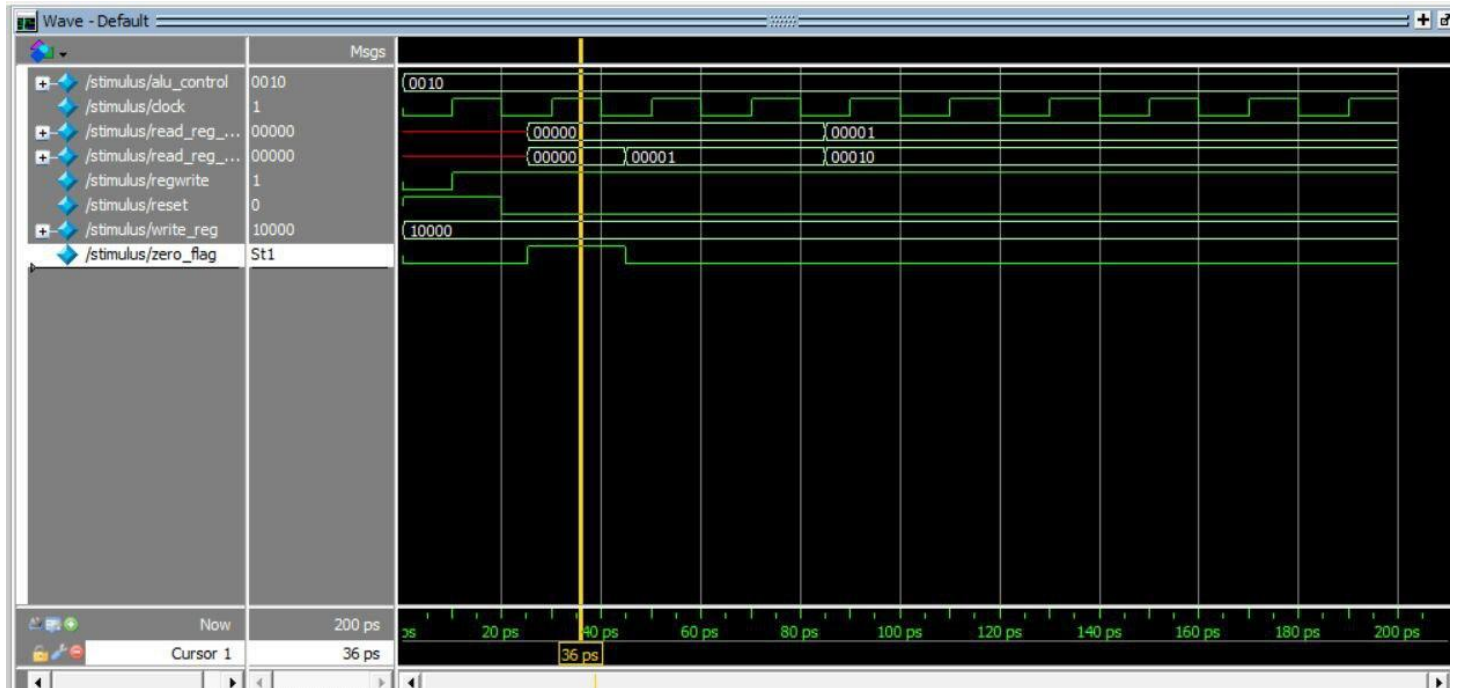 Wave - Default
Msgs
/stimulus/alu_control 0010 0010
/stimulus/clock 1
/stimulus/read_reg_... 00000 00000 00001
/stimulus/read_reg_... 00000 00000 00001 00010
/stimulus/regwrite 1
/stimulus/reset 0
/stimulus/write_reg 10000 10000
/stimulus/zero_flag St1
Now 200 ps ps 20 ps 40 ps 60 ps 80 ps 100 ps 120 ps 140 ps 160 ps 180 ps 200 ps
Cursor 1 36 ps 36 ps